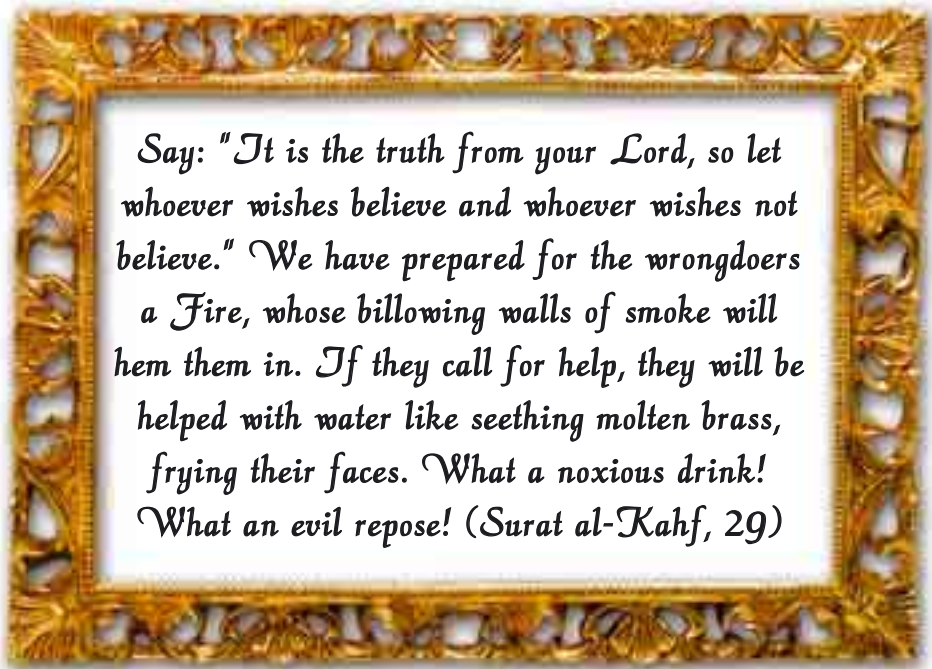 Say: "It is the truth from your Lord, so let
whoever wishes believe and whoever wishes not
believe." We have prepared for the wrongdoers
a Fire, whose billowing walls of smoke will
hem them in. If they call for help, they will be
helped with water like seething molten brass,
frying their faces. What a noxious drink!
What an evil repose! (Surat al-Kahf, 29)